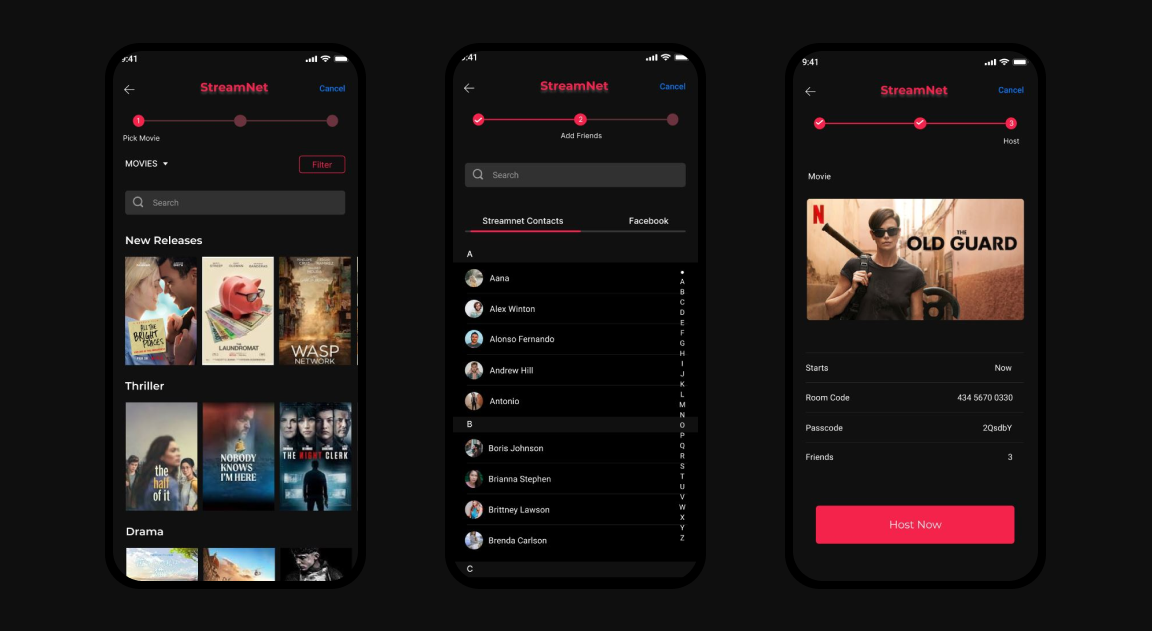 9:41
StreamNet
Cancel
1
Pick Movie
MOVIES
Filter
Search
New Releases
ALL THE
BRIGHT
PLACES
THE
LAUNDROMAT
WASP
NETWORK
Thriller
the
half
of it
NOBODY
KNOWS
I'M HERE
THE NIGHT CLERK
Drama
9:41
StreamNet
Cancel
2
Add Friends
Search
Streamnet Contacts
Facebook
A
Aana
Alex Winton
Alonso Fernando
Andrew Hill
Antonio
B
Boris Johnson
Brianna Stephen
Brittney Lawson
Brenda Carlson
C
A
B
C
D
E
F
G
H
I
J
K
L
M
N
O
P
Q
R
S
T
U
V
W
X
Y
Z
9:41
StreamNet
Cancel
3
Host
Movie
N
THE
OLD GUARD
Starts Now
Room Code 434 5670 0330
Passcode 2QsdbY
Friends 3
Host Now